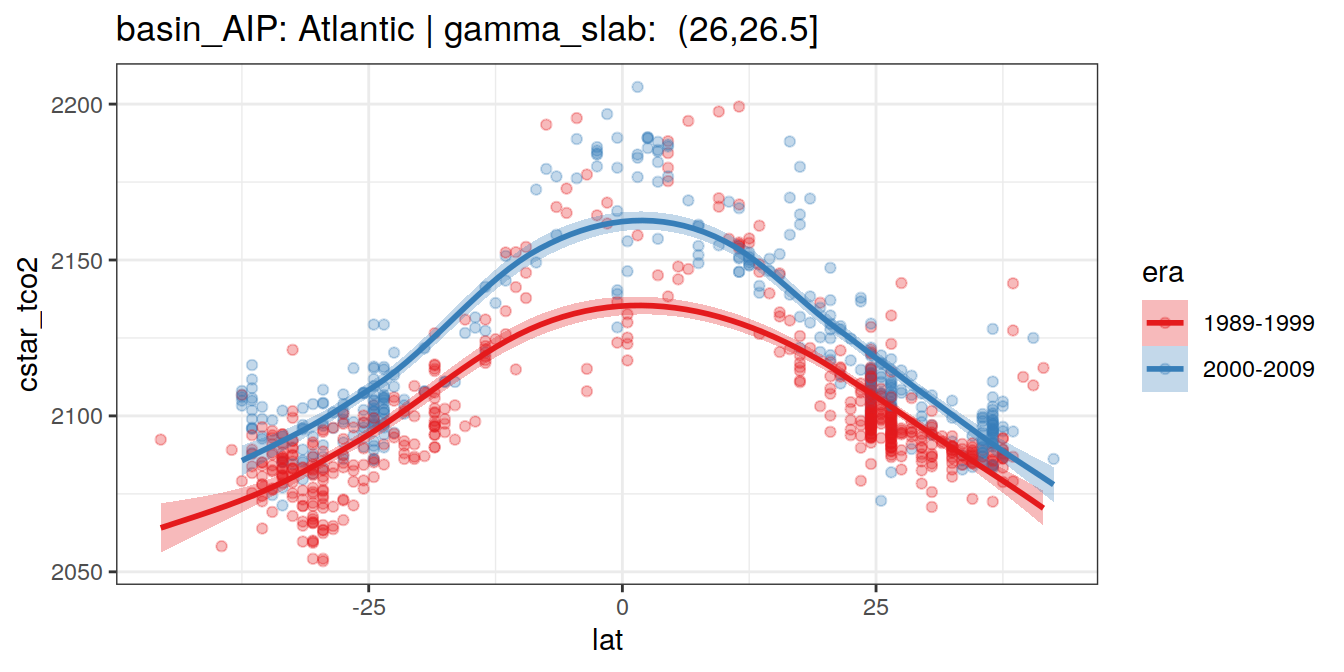 basin_AIP: Atlantic | gamma_slab:  (26,26.5]
cstar_tco2
2200
2150
2100
2050
-25
0
25
lat
era
1989-1999
2000-2009